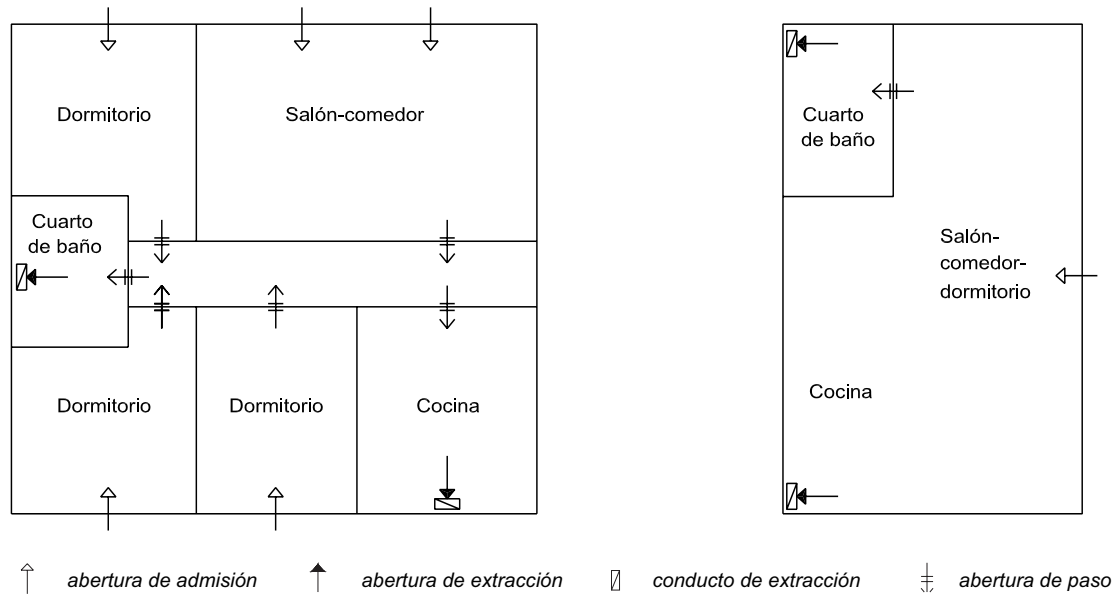 Dormitorio
Salón-comedor
Cuarto
de baño
Dormitorio
Dormitorio
Cocina
Cuarto
de baño
Salón-
comedor-
dormitorio
Cocina
abertura de admisión
abertura de extracción
conducto de extracción
abertura de paso